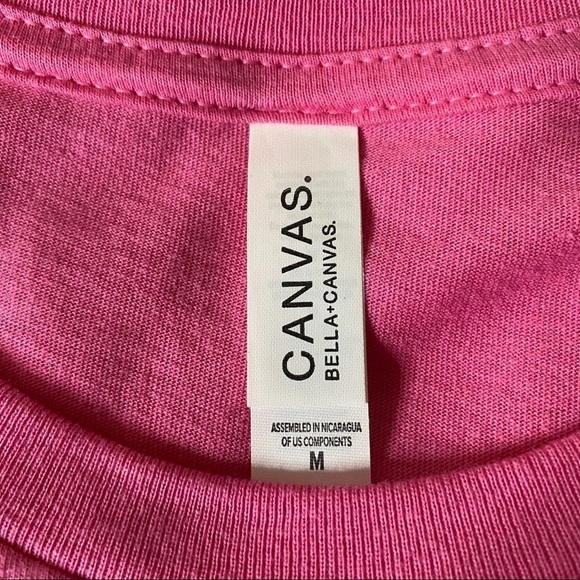 CANVAS.
BELLA+CANVAS.
ASSEMBLED IN NICARAGUA
OF US COMPONENTS
M